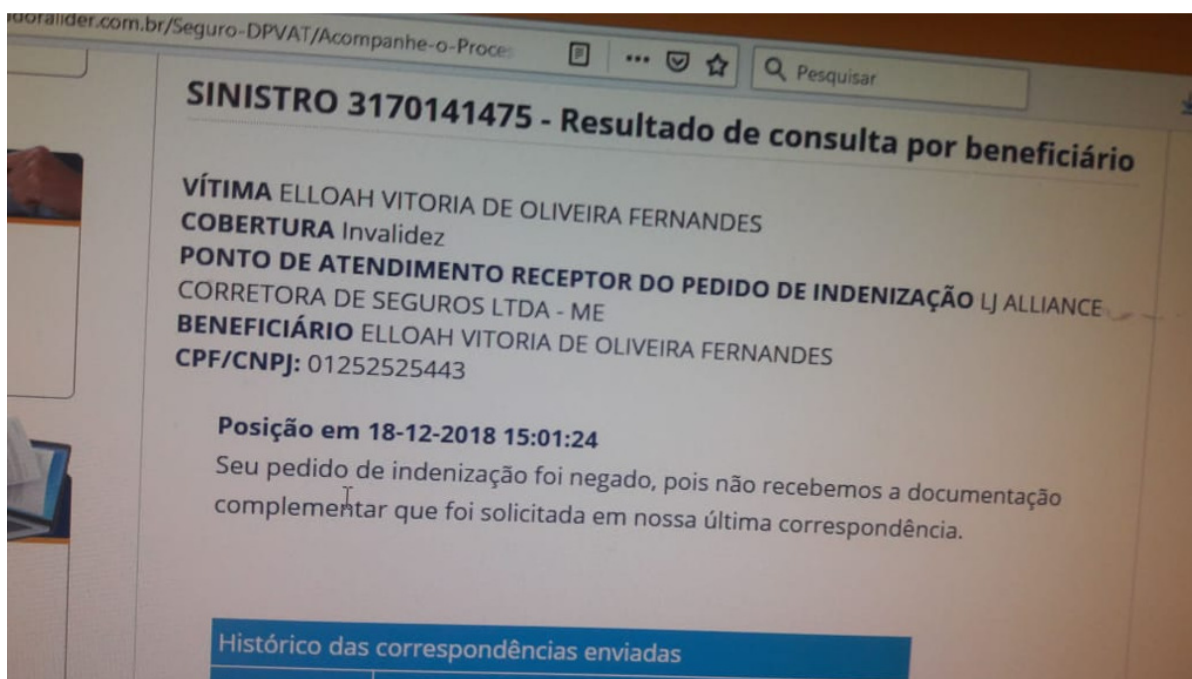 doralider.com.br/Seguro-DPVAT/Acompanhe-o-Proces
Pesquisar
SINISTRO 3170141475 - Resultado de consulta por beneficiário
VÍTIMA ELLOAH VITORIA DE OLIVEIRA FERNANDES
COBERTURA Invalidez
PONTO DE ATENDIMENTO RECEPTOR DO PEDIDO DE INDENIZAÇÃO LJ ALLIANCE
CORRETORA DE SEGUROS LTDA - ME
BENEFICIÁRIO ELLOAH VITORIA DE OLIVEIRA FERNANDES
CPF/CNPJ: 01252525443
Posição em 18-12-2018 15:01:24
Seu pedido de indenização foi negado, pois não recebemos a documentação
complementar que foi solicitada em nossa última correspondência.
Histórico das correspondências enviadas